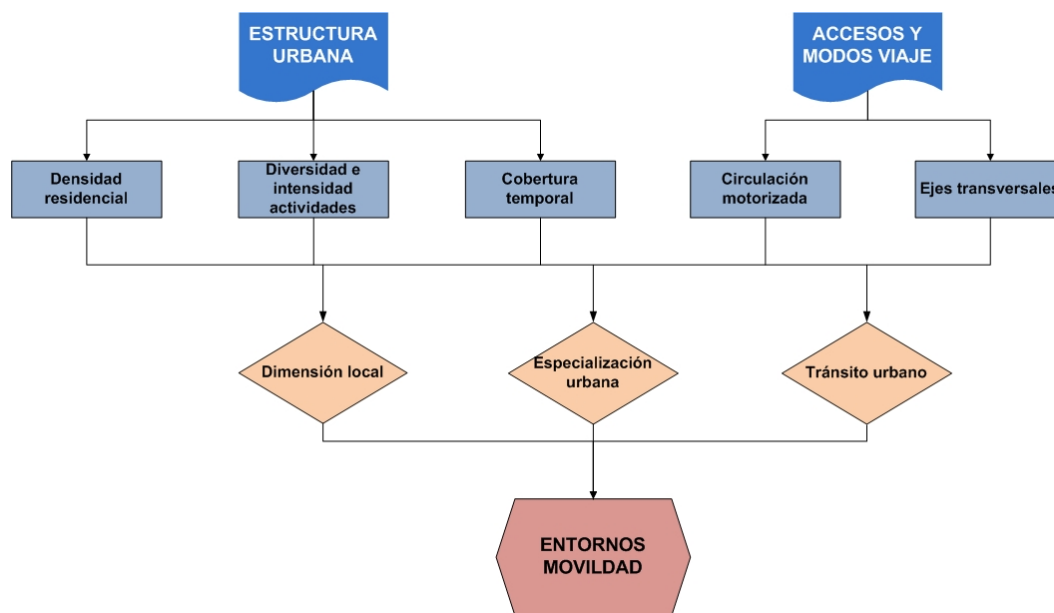 ESTRUCTURA
URBANA
ACCESOS Y
MODOS VIAJE
Densidad
residencial
Diversidad e
intensidad
actividades
Cobertura
temporal
Circulación
motorizada
Ejes transversales
Dimensión local
Especialización
urbana
Tránsito urbano
ENTORNOS
MOVILDAD